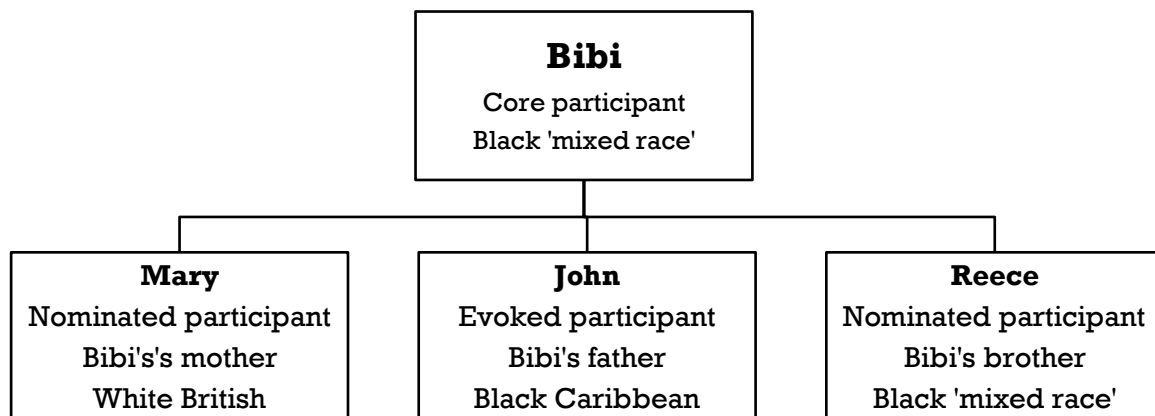 Bibi
Core participant
Black 'mixed race'
Mary
Nominated participant
Bibi's's mother
White British
John
Evoked participant
Bibi's father
Black Caribbean
Reece
Nominated participant
Bibi's brother
Black 'mixed race'